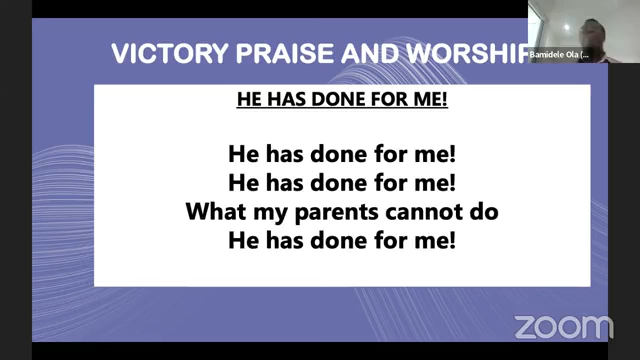 VICTORY PRAISE AND WORSHIP
Bamidele Ola (...
HE HAS DONE FOR ME!
He has done for me!
He has done for me!
What my parents cannot do
He has done for me!
zoom